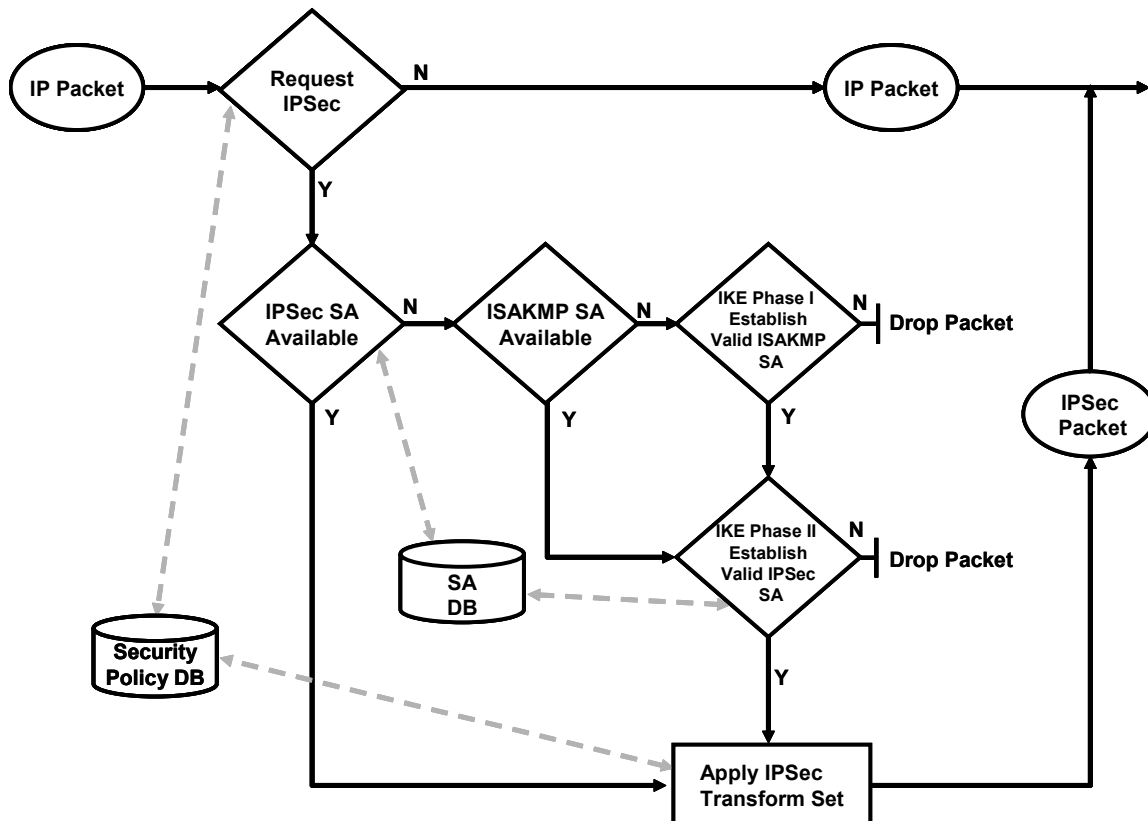 IP Packet
Request
IPSec
N
IP Packet
Y
IPSec SA
Available
N
ISAKMP SA
Available
N
IKE Phase I
Establish
Valid ISAKMP
SA
N
Drop Packet
Y
Y
Y
IPSec
Packet
IKE Phase II
Establish
Valid IPSec
SA
N
Drop Packet
SA
DB
Security
Policy DB
Y
Apply IPSec
Transform Set